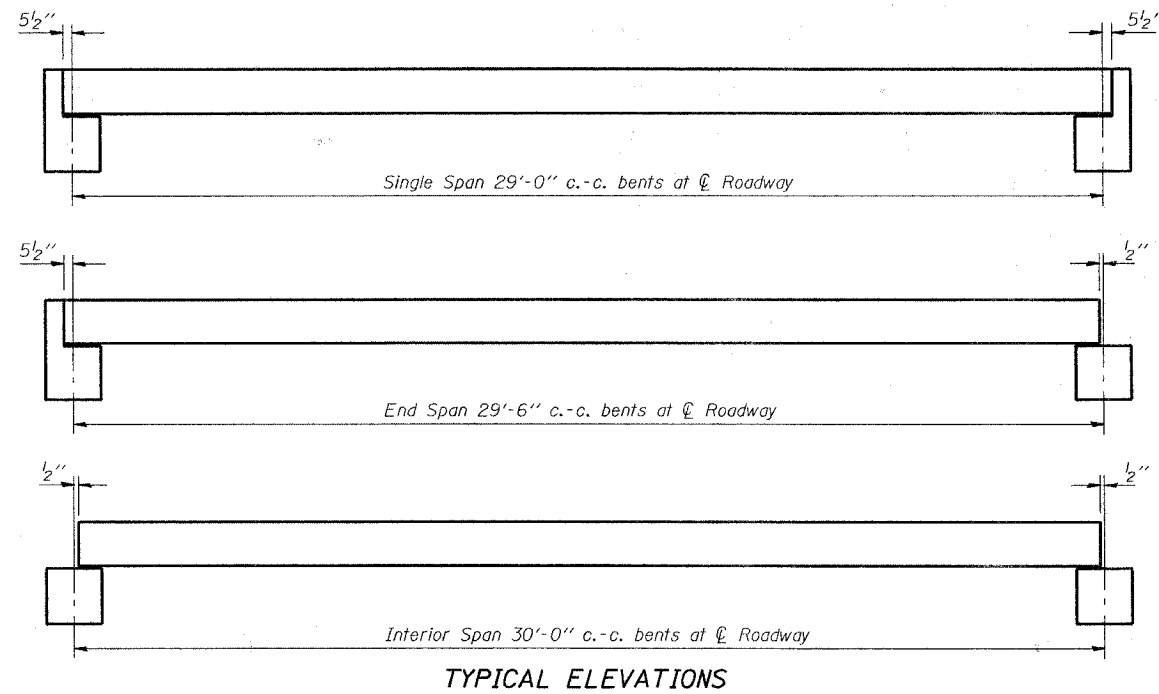 5½" 5½'
Single Span 29'-0" c.-c. bents at ℄ Roadway
5½" ½"
End Span 29'-6" c.-c. bents at ℄ Roadway
½" ½"
Interior Span 30'-0" c.-c. bents at ℄ Roadway
TYPICAL ELEVATIONS